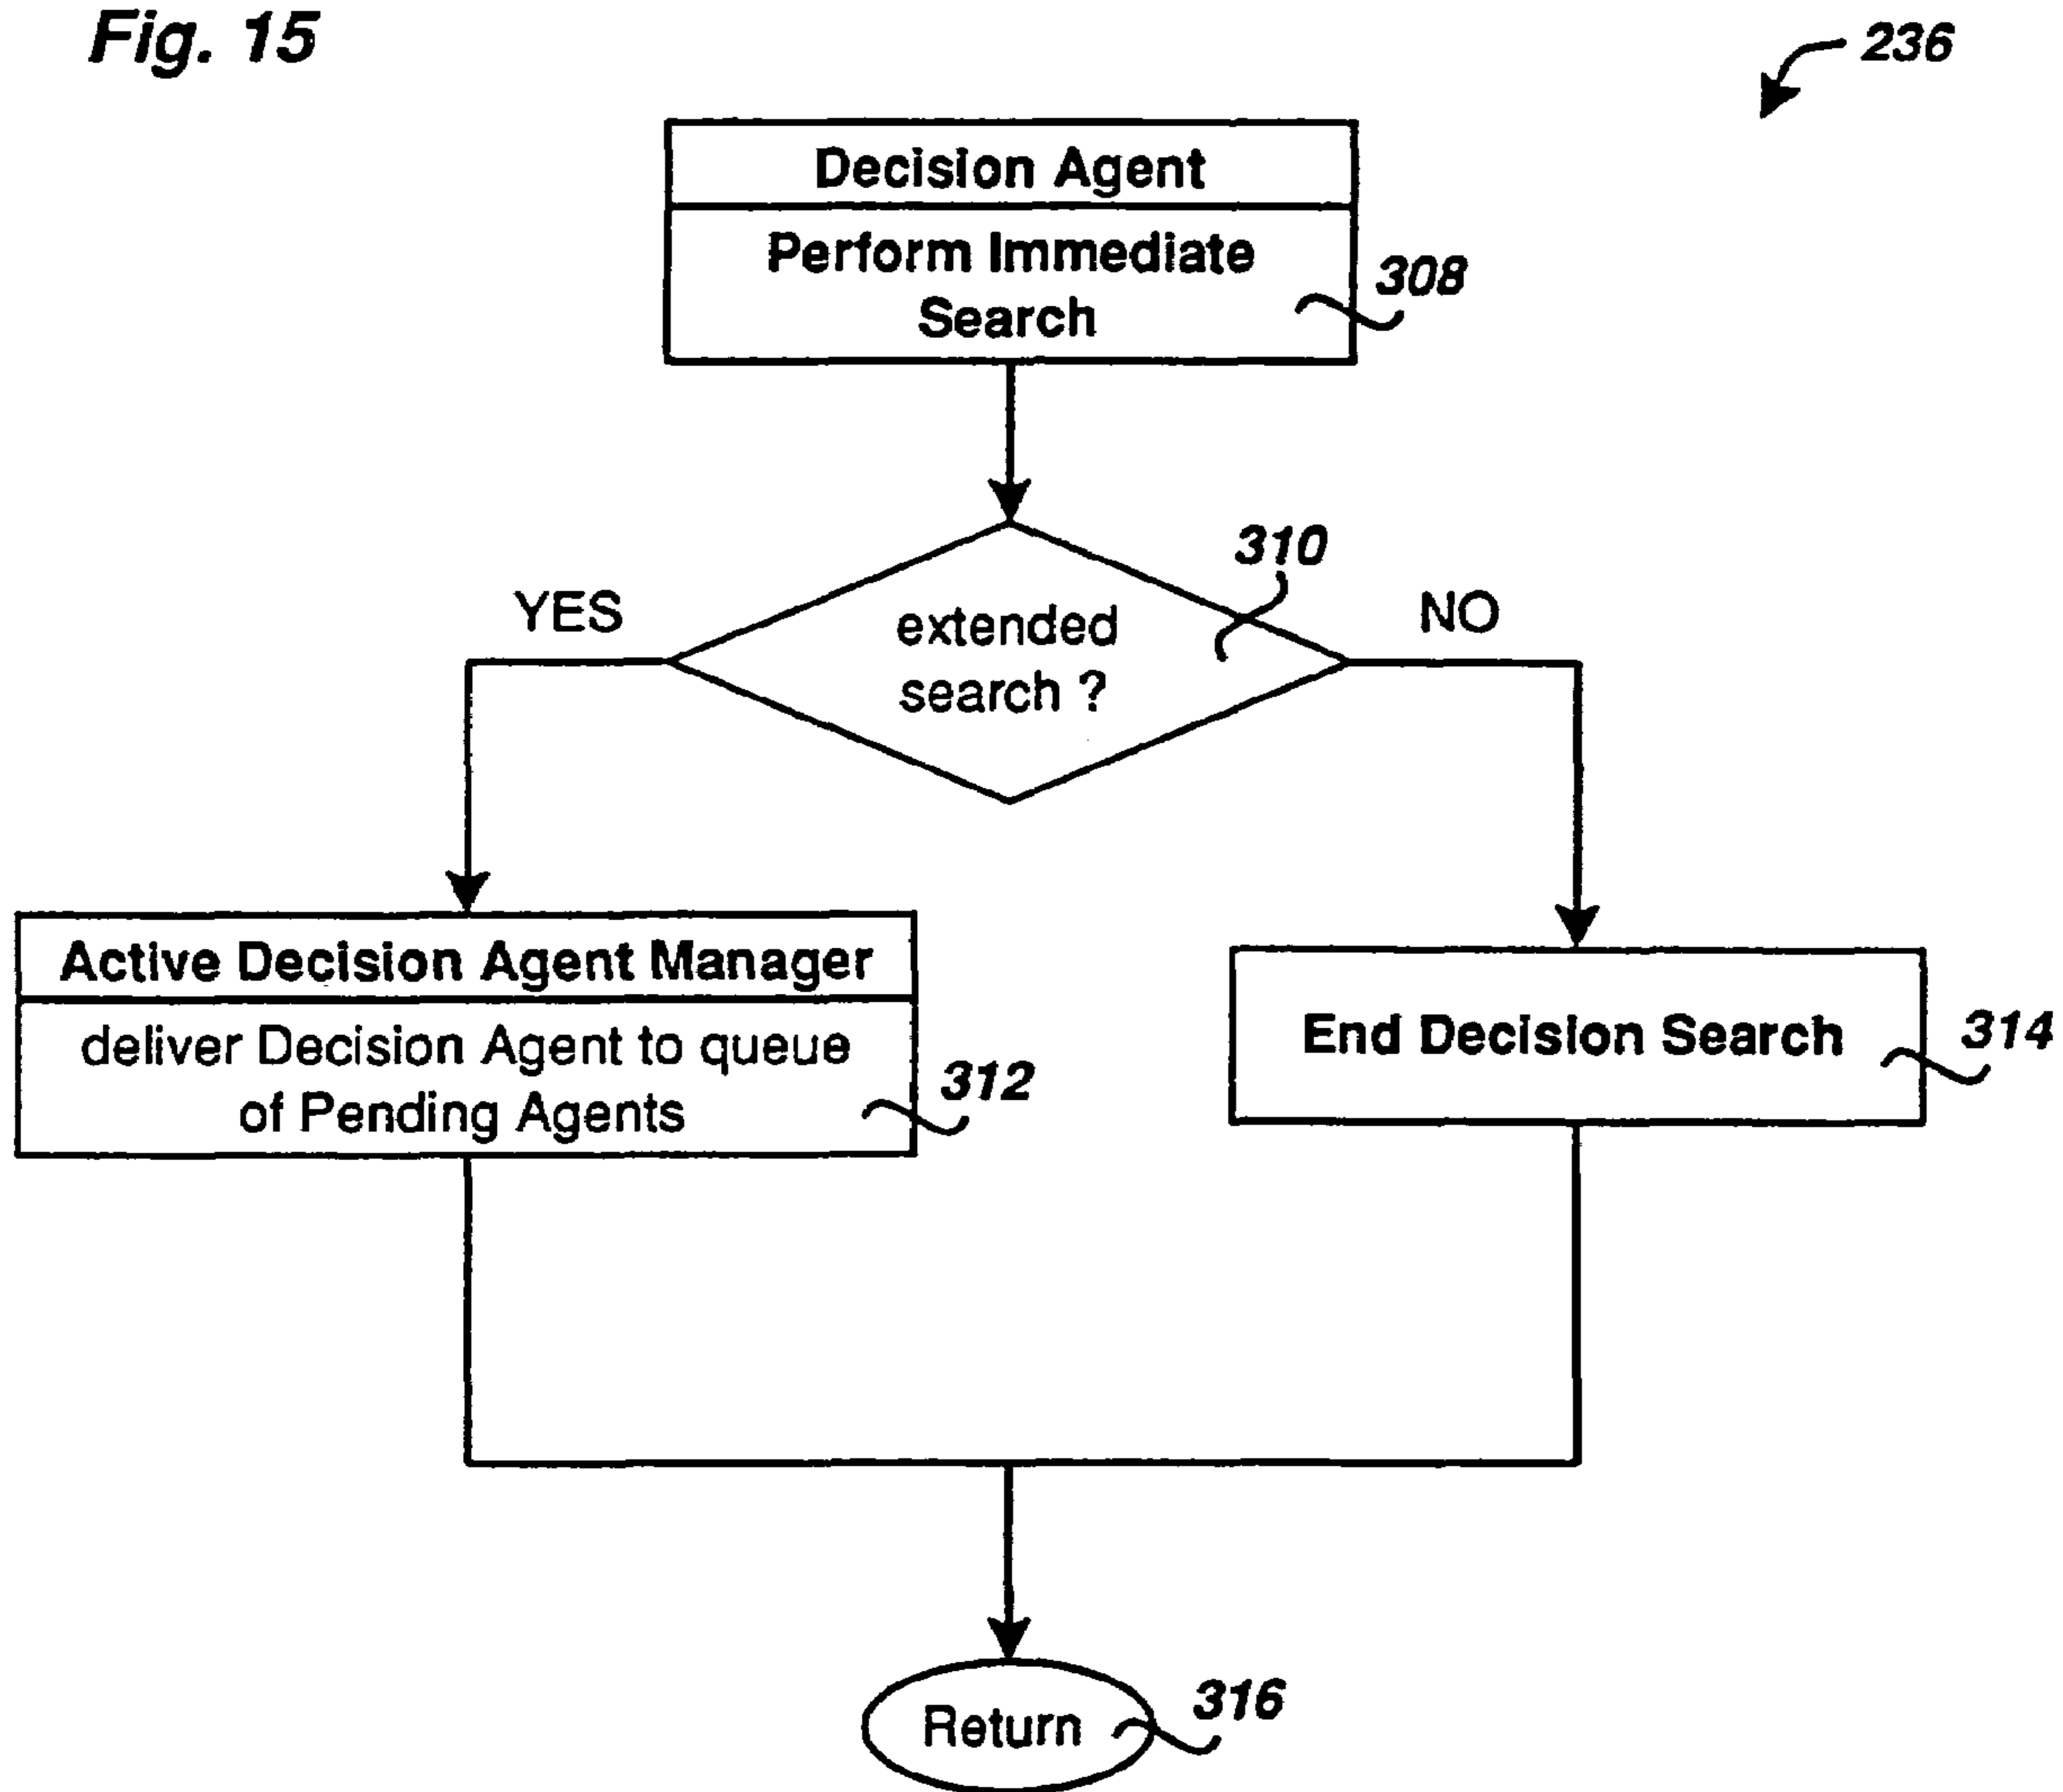 Fig. 15
236
Decision Agent
Perform Immediate
Search
308
310
YES
extended
search ?
NO
Active Decision Agent Manager
deliver Decision Agent to queue
of Pending Agents
312
End Decision Search
314
Return
316